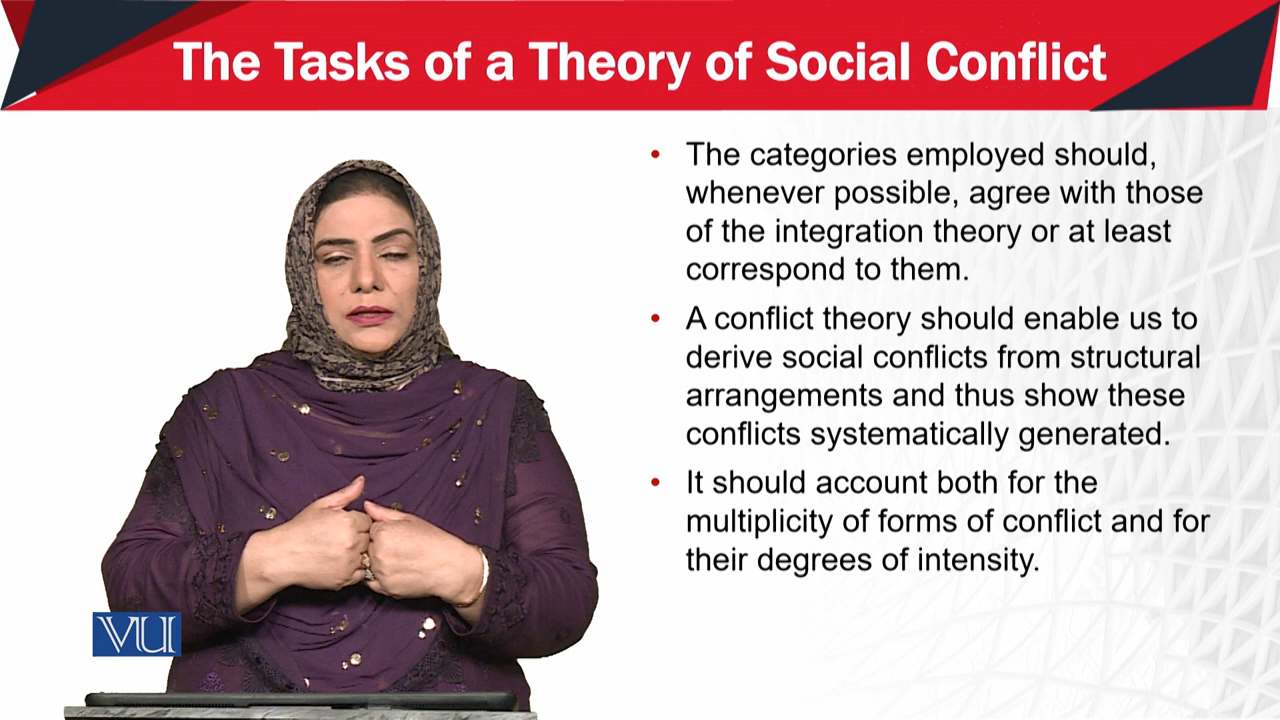 The Tasks of a Theory of Social Conflict
• The categories employed should,
whenever possible, agree with those
of the integration theory or at least
correspond to them.
• A conflict theory should enable us to
derive social conflicts from structural
arrangements and thus show these
conflicts systematically generated.
• It should account both for the
multiplicity of forms of conflict and for
their degrees of intensity.
VU